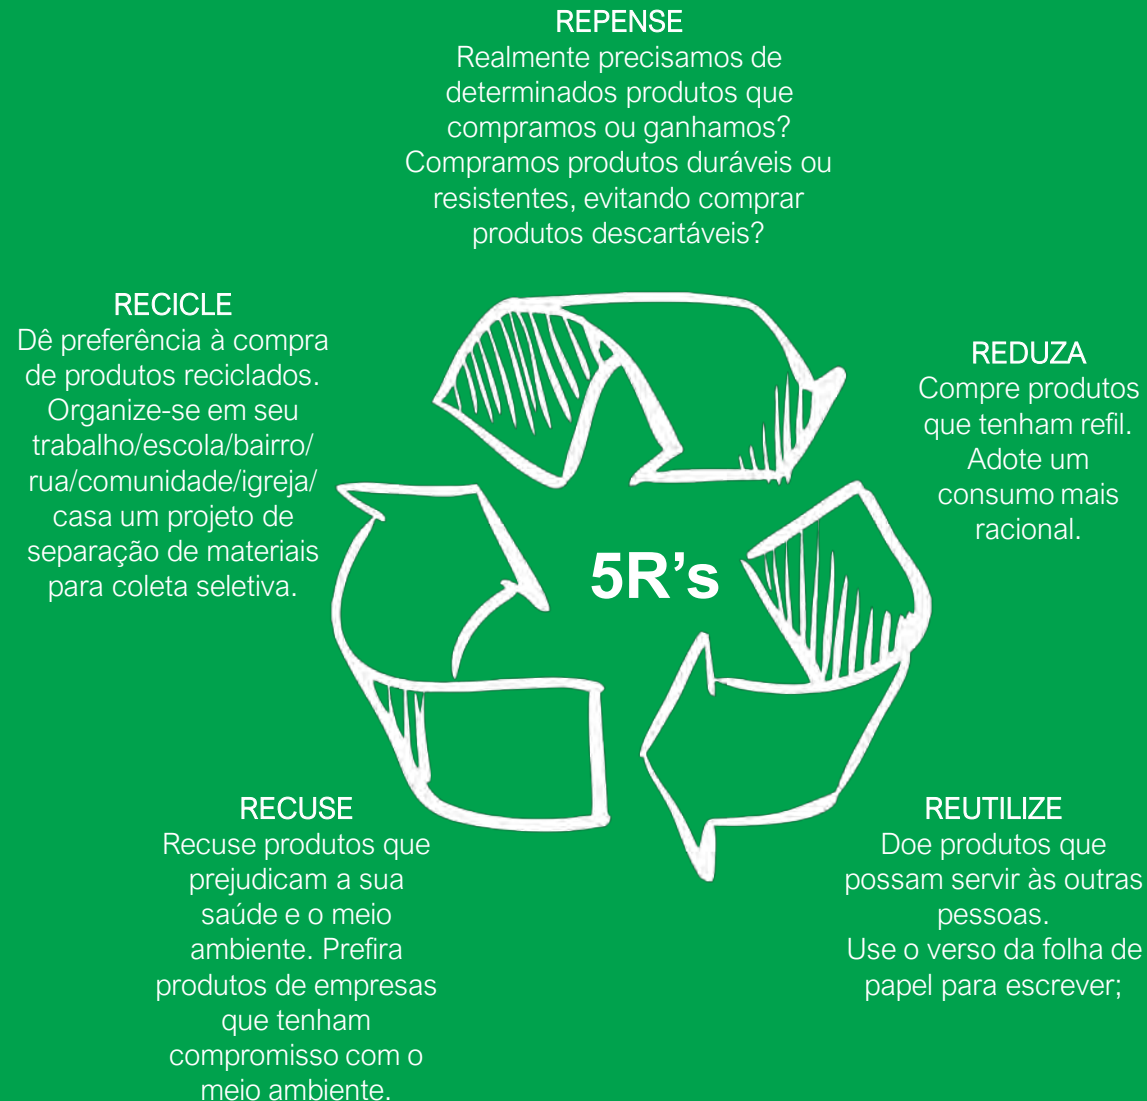 REPENSE
Realmente precisamos de
determinados produtos que
compramos ou ganhamos?
Compramos produtos duráveis ou
resistentes, evitando comprar
produtos descartáveis?
RECICLE
Dê preferência à compra
de produtos reciclados.
Organize-se em seu
trabalho/escola/bairro/
rua/comunidade/igreja/
casa um projeto de
separação de materiais
para coleta seletiva.
REDUZA
Compre produtos
que tenham refil.
Adote um
consumo mais
racional.
5R's
RECUSE
Recuse produtos que
prejudicam a sua
saúde e o meio
ambiente. Prefira
produtos de empresas
que tenham
compromisso com o
meio ambiente.
REUTILIZE
Doe produtos que
possam servir às outras
pessoas.
Use o verso da folha de
papel para escrever;